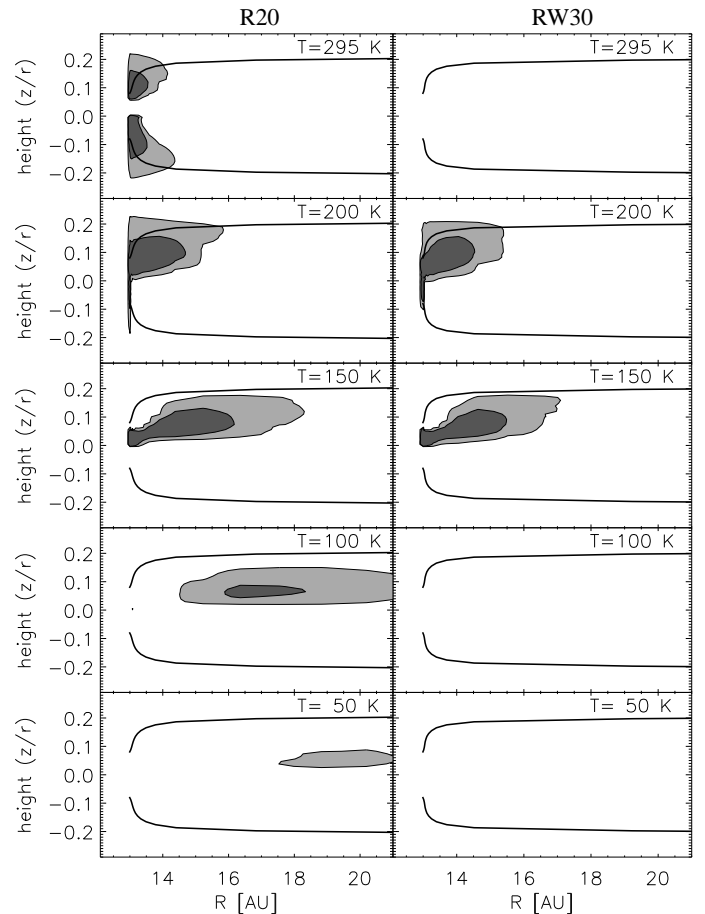 R20 RW30
T=295 K T=295 K
height (z/r) 0.2 0.1 0.0 −0.1 −0.2
T=200 K T=200 K
height (z/r) 0.2 0.1 0.0 −0.1 −0.2
T=150 K T=150 K
height (z/r) 0.2 0.1 0.0 −0.1 −0.2
T=100 K T=100 K
height (z/r) 0.2 0.1 0.0 −0.1 −0.2
T= 50 K T= 50 K
height (z/r) 0.2 0.1 0.0 −0.1 −0.2
14 16 18 20 14 16 18 20
R [AU] R [AU]